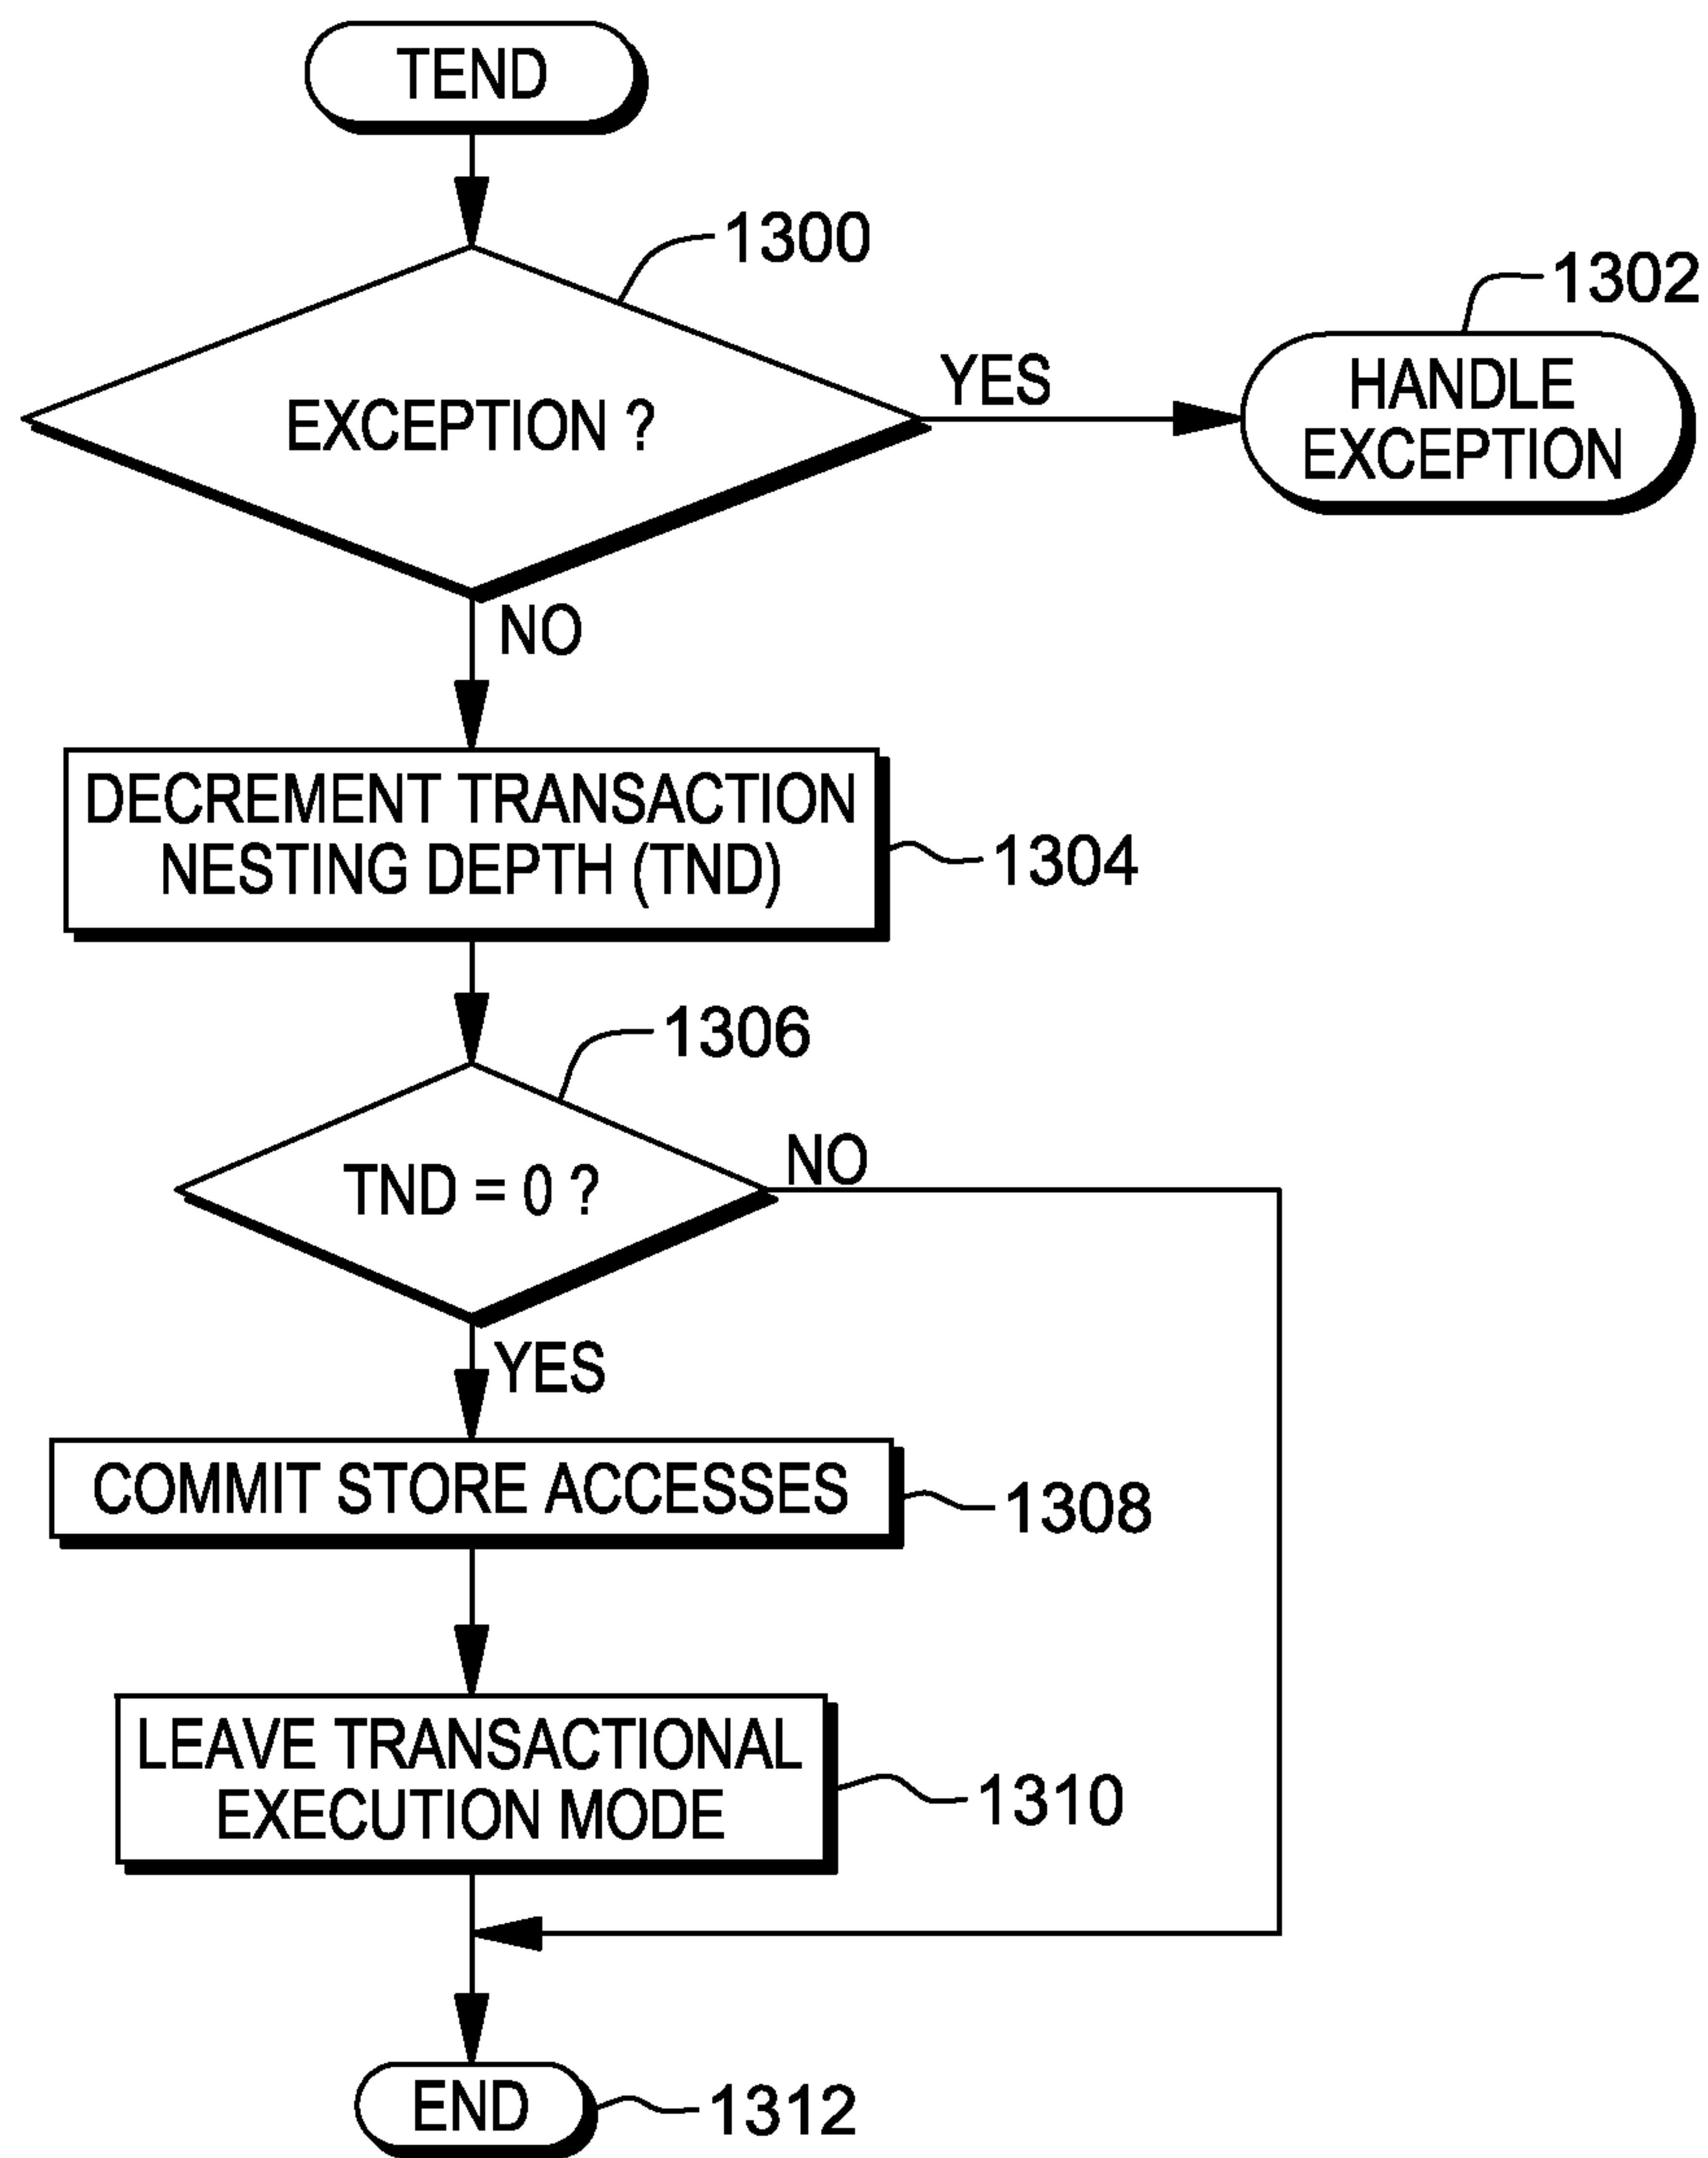 TEND
1300
EXCEPTION ?
YES
1302
HANDLE
EXCEPTION
NO
DECREMENT TRANSACTION
NESTING DEPTH (TND)
1304
1306
TND = 0 ?
NO
YES
COMMIT STORE ACCESSES
1308
LEAVE TRANSACTIONAL
EXECUTION MODE
1310
END
1312